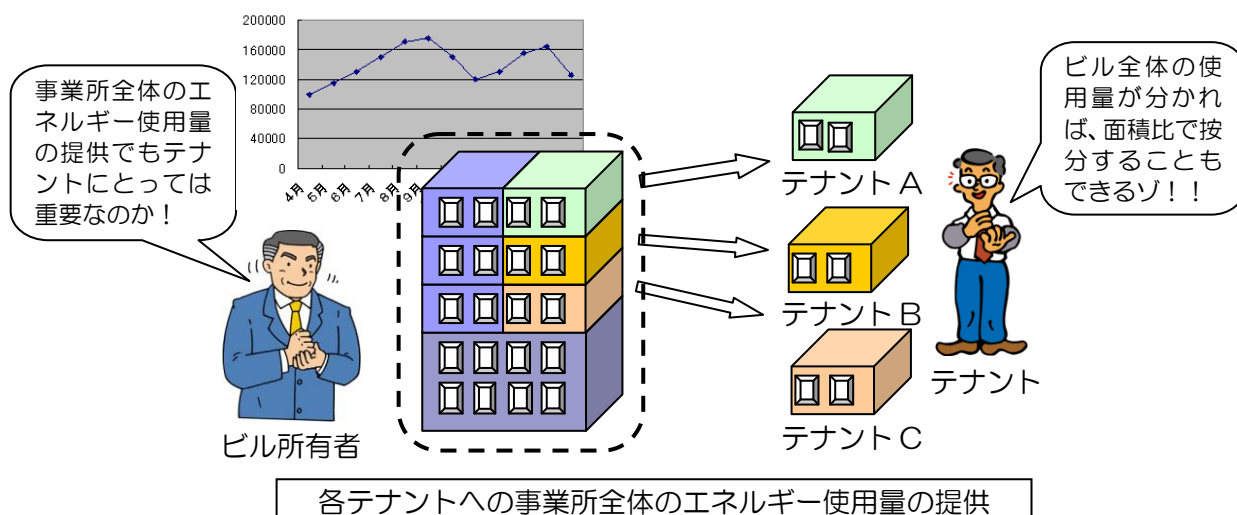 200000
160000
120000
80000
40000
0
4月
5月
6月
7月
8月
9月
事業所全体のエ
ネルギー使用量
の提供でもテナ
ントにとっては
重要なのか！
ビル全体の使
用量が分かれ
ば、面積比で按
分することも
できるゾ！！
テナントA
テナントB
テナントC
テナント
ビル所有者
各テナントへの事業所全体のエネルギー使用量の提供